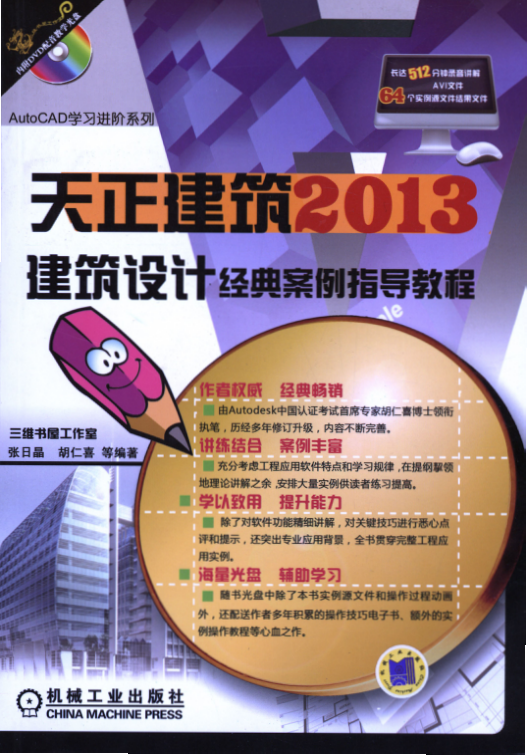 内附DVD配音教学光盘
长达512分钟录音讲解
AVI文件
64个实例源文件结果文件
AutoCAD学习进阶系列
天正建筑2013
建筑设计经典案例指导教程
作者权威 经典畅销
由Autodesk中国认证考试首席专家胡仁喜博士领衔
执笔，历经多年修订升级，内容不断完善。
讲练结合 案例丰富
充分考虑工程应用软件特点和学习规律，在提纲挈领
地理论讲解之余，安排大量实例供读者练习提高。
学以致用 提升能力
除了对软件功能精细讲解，对关键技巧进行悉心点
评和提示，还突出专业应用背景，全书贯穿完整工程应
用实例。
海量光盘 辅助学习
随书光盘中除了本书实例源文件和操作过程动画
外，还配送作者多年积累的操作技巧电子书、额外的实
例操作教程等心血之作。
三维书屋工作室
张日晶 胡仁喜 等编著
机械工业出版社
CHINA MACHINE PRESS